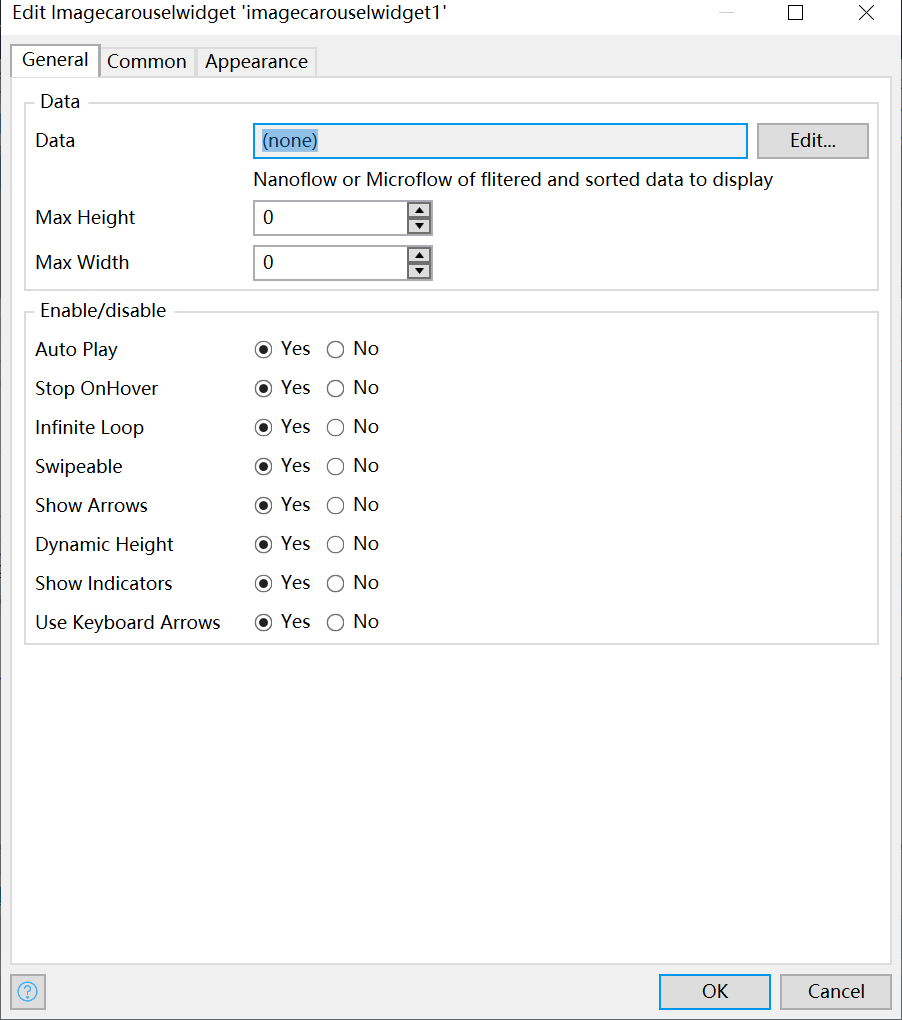 Edit Imagecarouselwidget 'imagecarouselwidget1'
General Common Appearance
Data
Data (none) Edit...
Nanoflow or Microflow of flitered and sorted data to display
Max Height 0
Max Width 0
Enable/disable
Auto Play Yes No
Stop OnHover Yes No
Infinite Loop Yes No
Swipeable Yes No
Show Arrows Yes No
Dynamic Height Yes No
Show Indicators Yes No
Use Keyboard Arrows Yes No
? OK Cancel